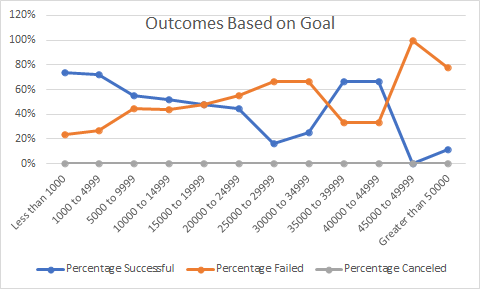 Outcomes Based on Goal
120%
100%
80%
60%
40%
20%
0%
Less than 1000
1000 to 4999
5000 to 9999
10000 to 14999
15000 to 19999
20000 to 24999
25000 to 29999
30000 to 34999
35000 to 39999
40000 to 44999
45000 to 49999
Greater than 50000
Percentage Successful
Percentage Failed
Percentage Canceled